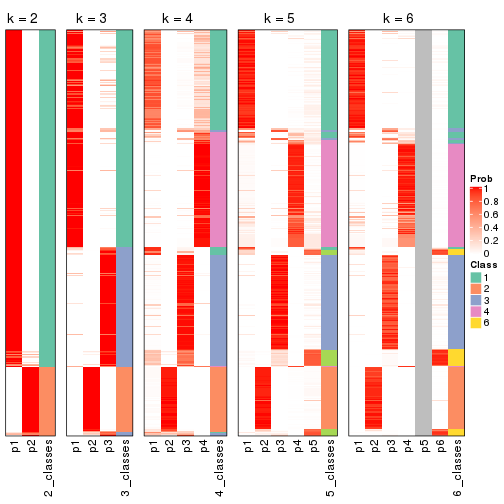 k = 2 k = 3 k = 4 k = 5 k = 6
Prob
1
0.8
0.6
0.4
0.2
0
Class
1
2
3
4
6
p1 p2 2_classes p1 p2 p3 3_classes p1 p2 p3 p4 4_classes p1 p2 p3 p4 p5 5_classes p1 p2 p3 p4 p5 p6 6_classes